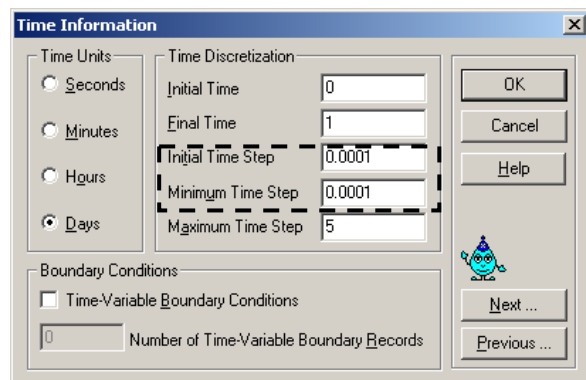 Time Information
Time Units
Seconds
Minutes
Hours
Days
Time Discretization
Initial Time 0
Final Time 1
Initial Time Step 0.0001
Minimum Time Step 0.0001
Maximum Time Step 5
Boundary Conditions
Time-Variable Boundary Conditions
0 Number of Time-Variable Boundary Records
OK
Cancel
Help
Next ...
Previous ...